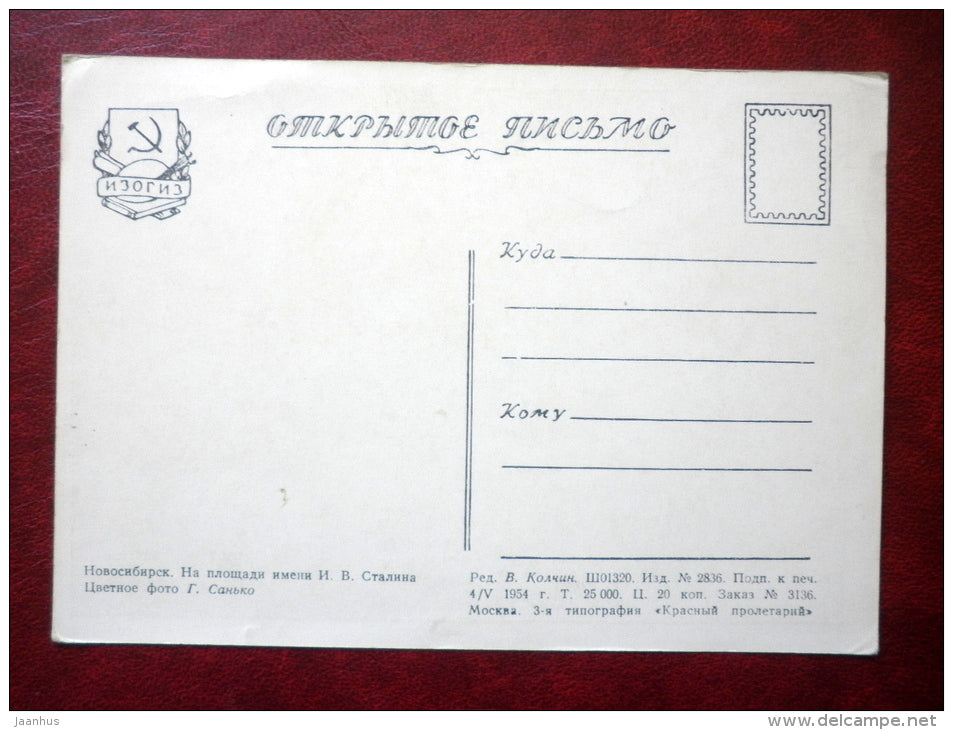 ОТКРЫТОЕ ПИСЬМО
ИЗОГИЗ
Куда
Кому
Новосибирск. На площади имени И. В. Сталина
Цветное фото Г. Санько
Ред. В. Колчин. Ш01320. Изд. № 2836. Подп. к печ.
4/V 1954 г. Т. 25 000. Ц. 20 коп. Заказ № 3136.
Москва. 3-я типография «Красный пролетарий»
Jaanhus
delcampe.net